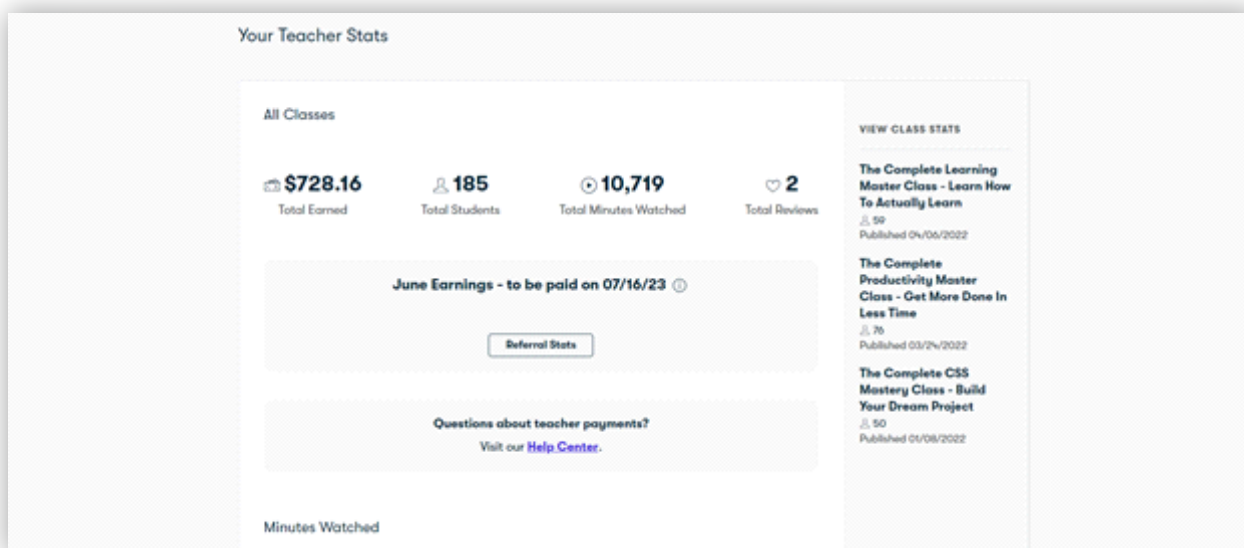 Your Teacher Stats
All Classes
$728.16
Total Earned
185
Total Students
10,719
Total Minutes Watched
2
Total Reviews
June Earnings - to be paid on 07/16/23
Referral Stats
Questions about teacher payments?
Visit our Help Center.
Minutes Watched
VIEW CLASS STATS
The Complete Learning
Master Class - Learn How
To Actually Learn
59
Published 04/06/2022
The Complete
Productivity Master
Class - Get More Done In
Less Time
76
Published 03/24/2022
The Complete CSS
Mastery Class - Build
Your Dream Project
50
Published 01/08/2022